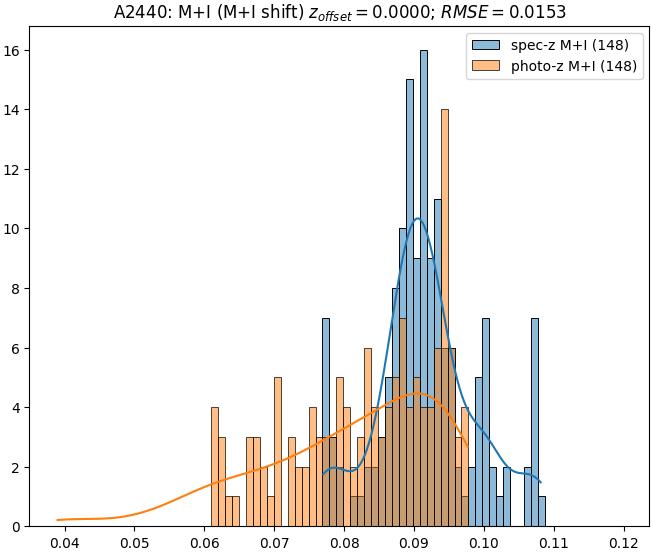 A2440: M+I (M+I shift) z_offset = 0.0000; RMSE = 0.0153
spec-z M+I (148)
photo-z M+I (148)
16
14
12
10
8
6
4
2
0
0.04 0.05 0.06 0.07 0.08 0.09 0.10 0.11 0.12